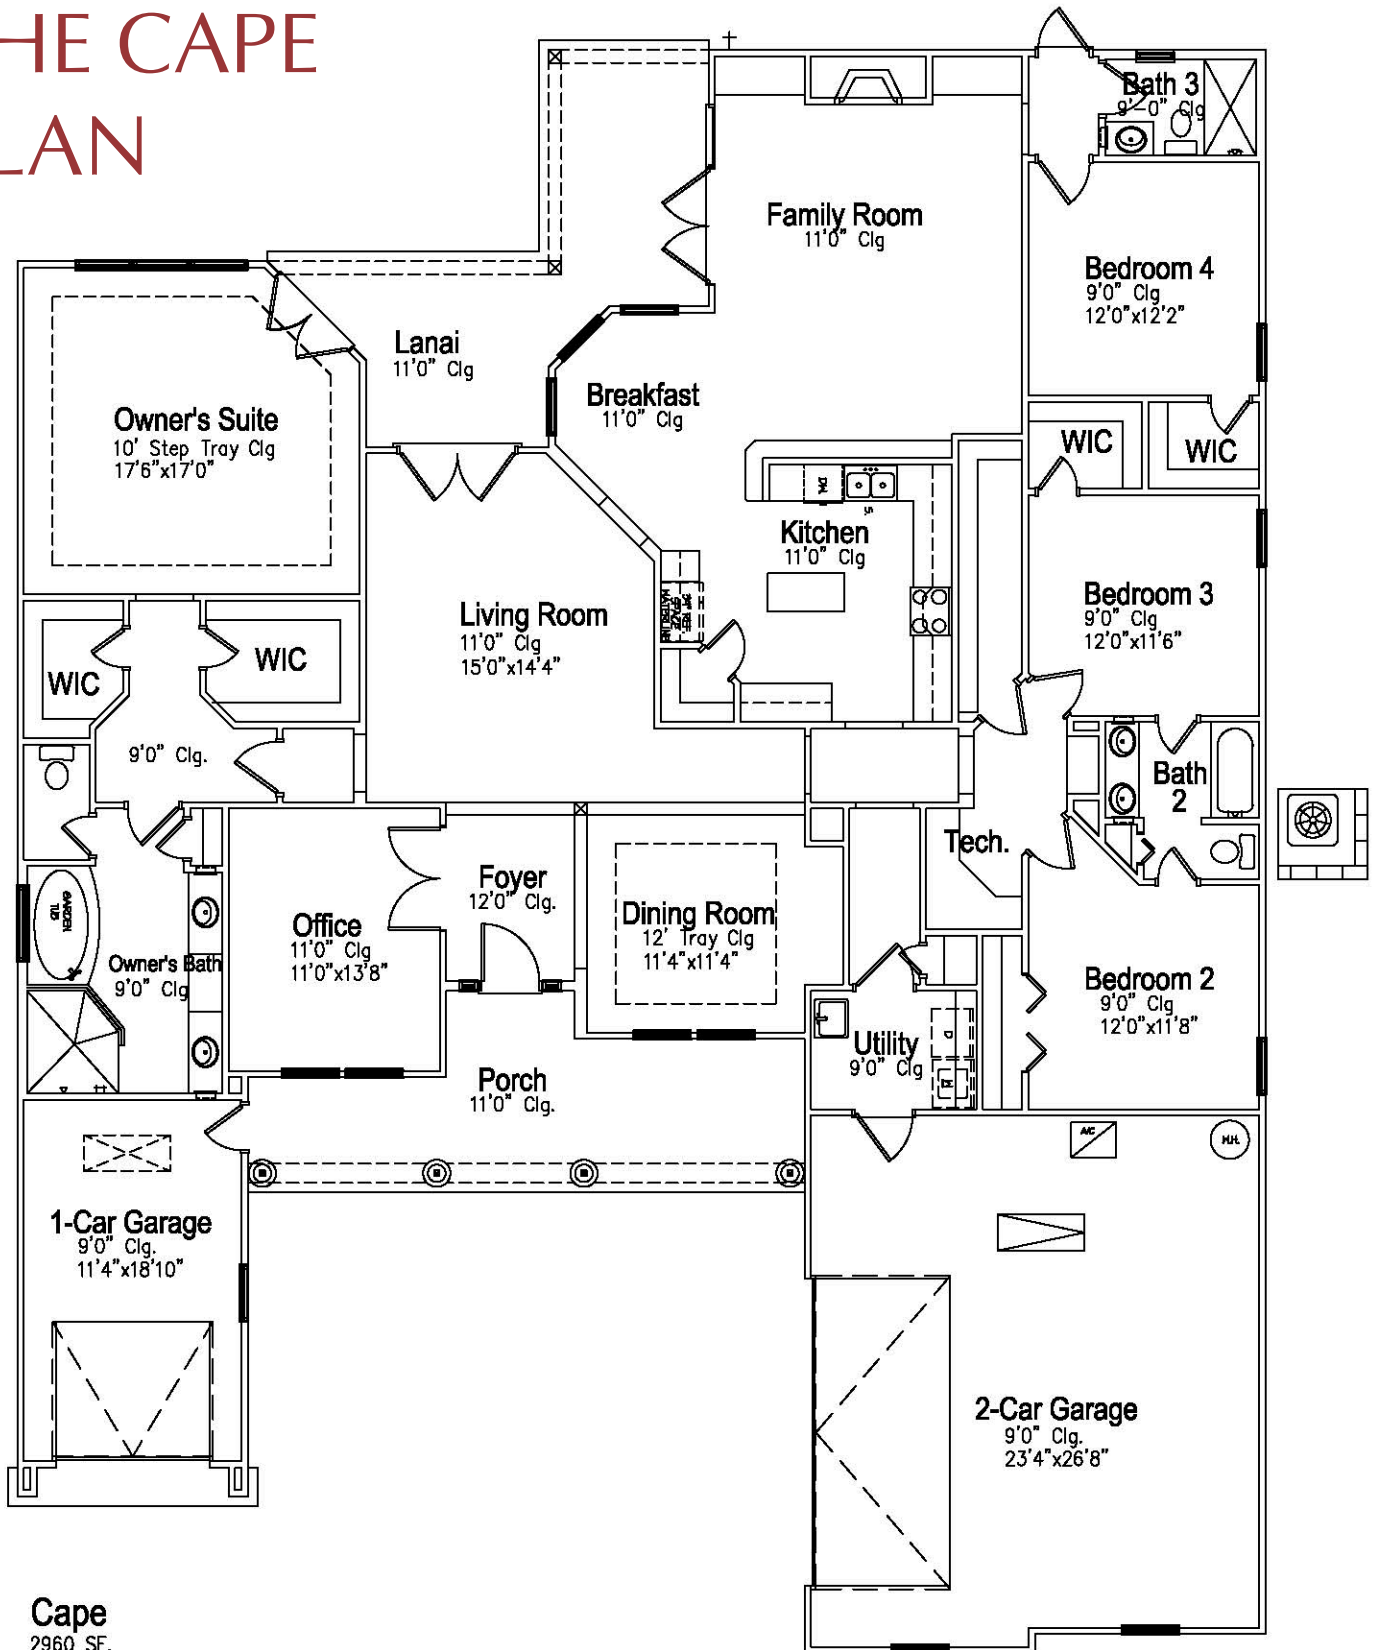 HE CAPE
LAN
Bath 3
9'-0" Clg
Family Room
11'0" Clg
Bedroom 4
9'0" Clg
12'0"x12'2"
Lanai
11'0" Clg
Breakfast
11'0" Clg
Owner's Suite
10' Step Tray Clg
17'6"x17'0"
WIC
WIC
DW
Kitchen
11'0" Clg
Bedroom 3
9'0" Clg
12'0"x11'6"
Living Room
11'0" Clg
15'0"x14'4"
WIC
WIC
9'0" Clg.
Bath
2
Tech.
Foyer
12'0" Clg.
Office
11'0" Clg
11'0"x13'8"
Dining Room
12' Tray Clg
11'4"x11'4"
GARDEN
TUB
Owner's Bath
9'0" Clg
Bedroom 2
9'0" Clg
12'0"x11'8"
Utility
9'0" Clg
D
W
Porch
11'0" Clg.
A/C
W.H.
1-Car Garage
9'0" Clg.
11'4"x18'10"
2-Car Garage
9'0" Clg.
23'4"x26'8"
Cape
2960 SF.